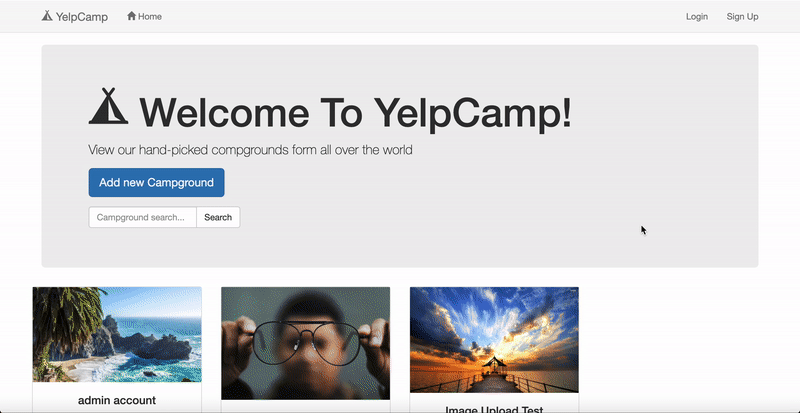 YelpCamp Home Login Sign Up
Welcome To YelpCamp!
View our hand-picked compgrounds form all over the world
Add new Campground
Campground search... Search
admin account
Image Upload Test